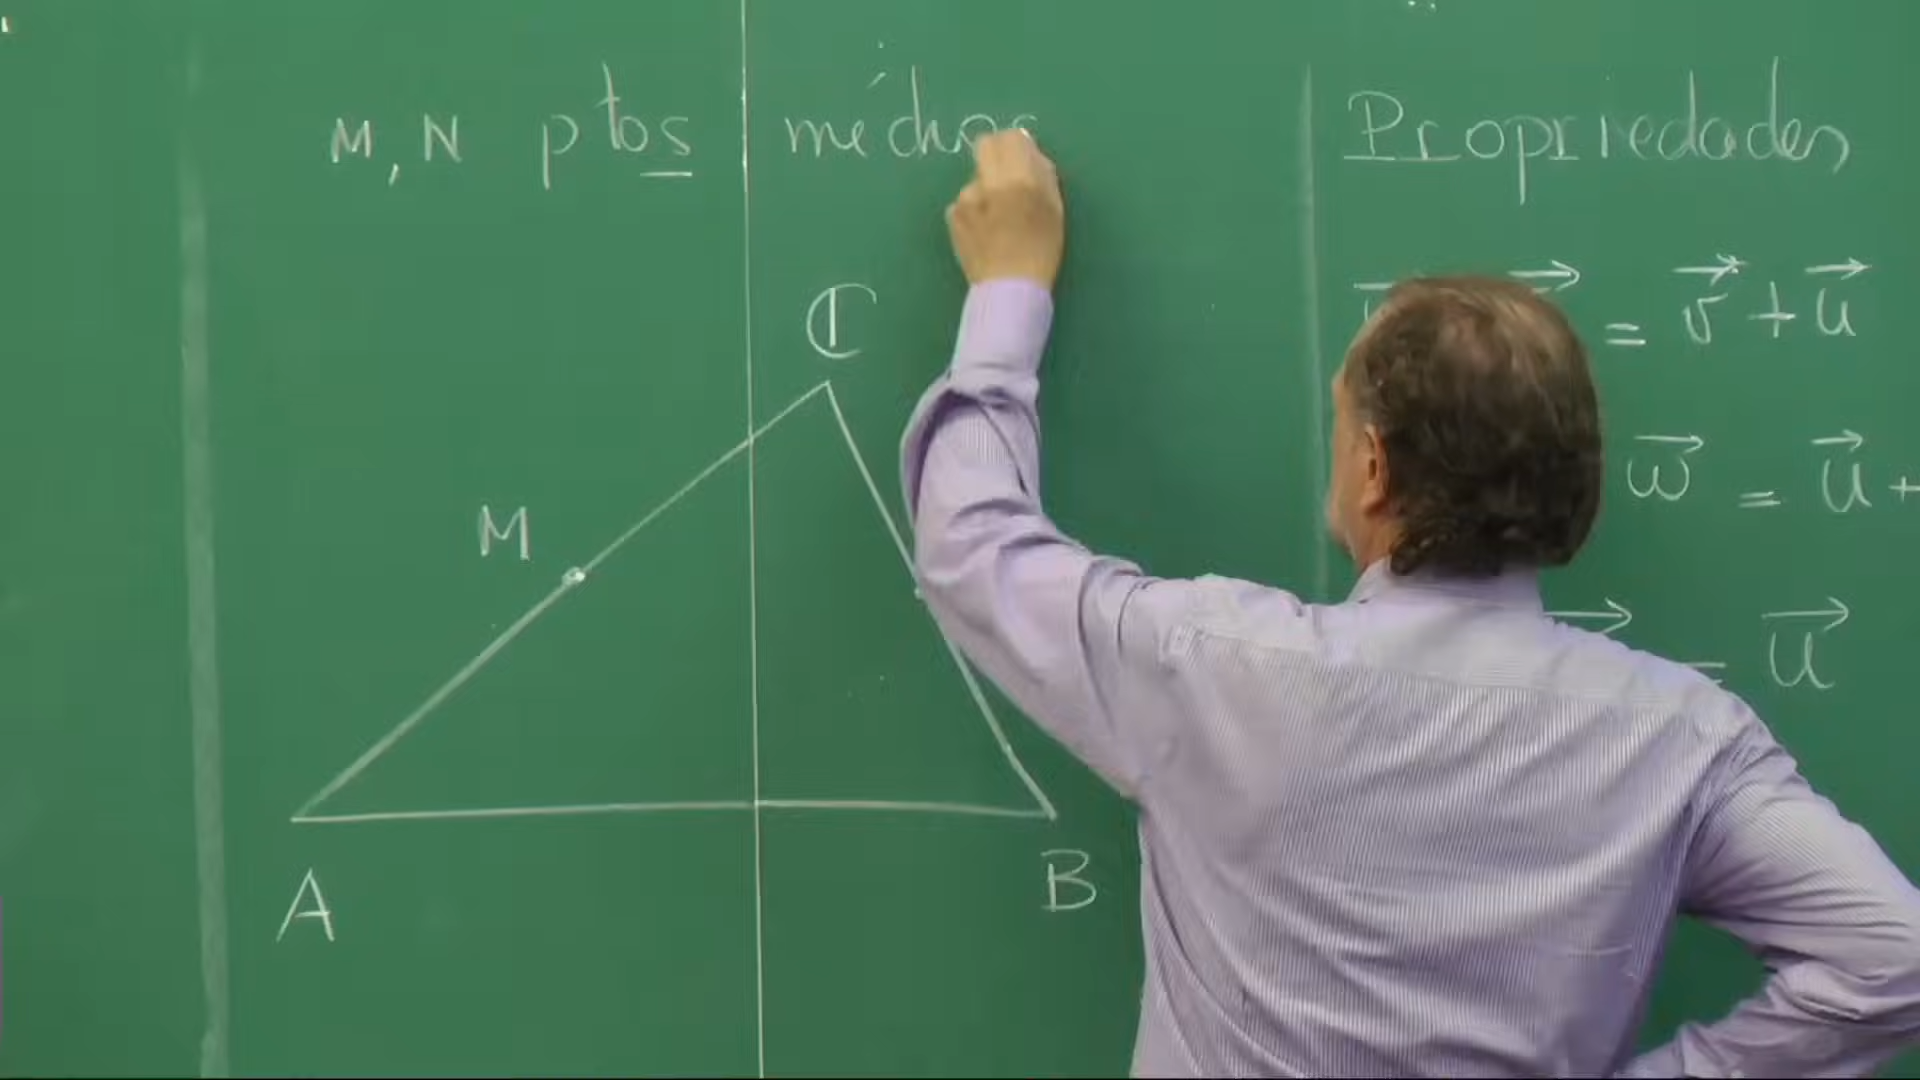 M, N ptos médios
Propriedades
= v + u
C
w = u +
M
= u
A
B